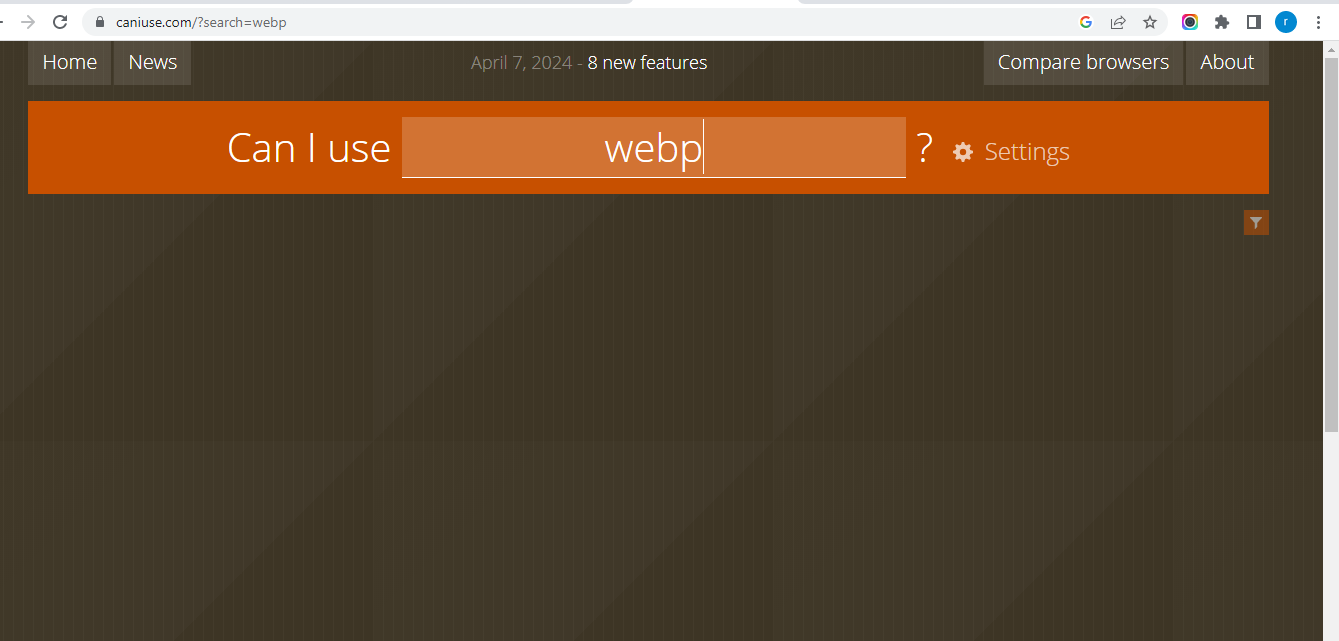 caniuse.com/?search=webp
r
Home News April 7, 2024 - 8 new features Compare browsers About
Can I use webp ? Settings